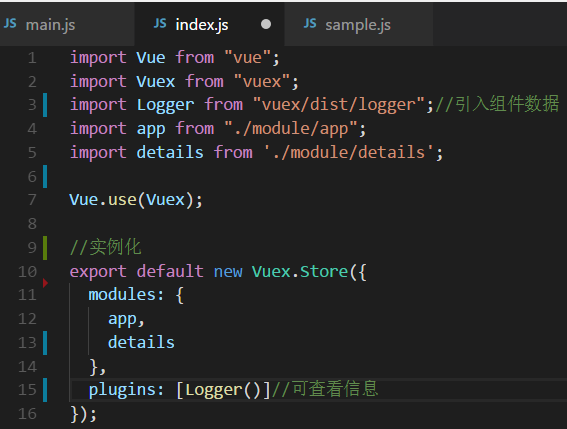 JS main.js JS index.js JS sample.js
1 import Vue from "vue";
2 import Vuex from "vuex";
3 import Logger from "vuex/dist/logger";//引入组件数据
4 import app from "./module/app";
5 import details from './module/details';
6
7 Vue.use(Vuex);
8
9 //实例化
10 export default new Vuex.Store({
11   modules: {
12     app,
13     details
14   },
15   plugins: [Logger()]//可查看信息
16 });